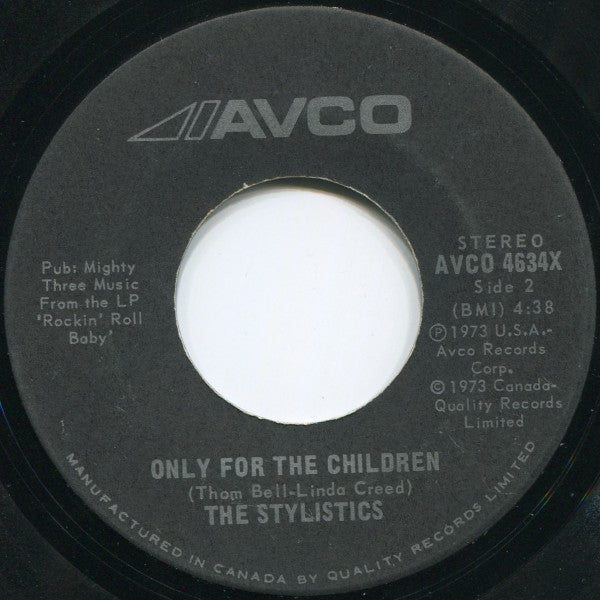 AVCO
Pub: Mighty
Three Music
From the LP
'Rockin' Roll
Baby'
STEREO
AVCO 4634X
Side 2
(BMI) 4:38
Ⓟ1973 U.S.A.-
Avco Records
Corp.
©1973 Canada-
Quality Records
Limited
ONLY FOR THE CHILDREN
(Thom Bell-Linda Creed)
THE STYLISTICS
MANUFACTURED IN CANADA BY QUALITY RECORDS LIMITED